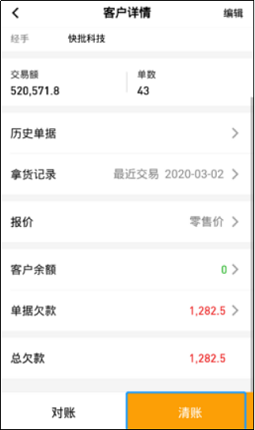 客户详情 编辑
经手 快批科技
交易额 单数
520,571.8 43
历史单据
拿货记录 最近交易 2020-03-02
报价 零售价
客户余额 0
单据欠款 1,282.5
总欠款 1,282.5
对账 清账